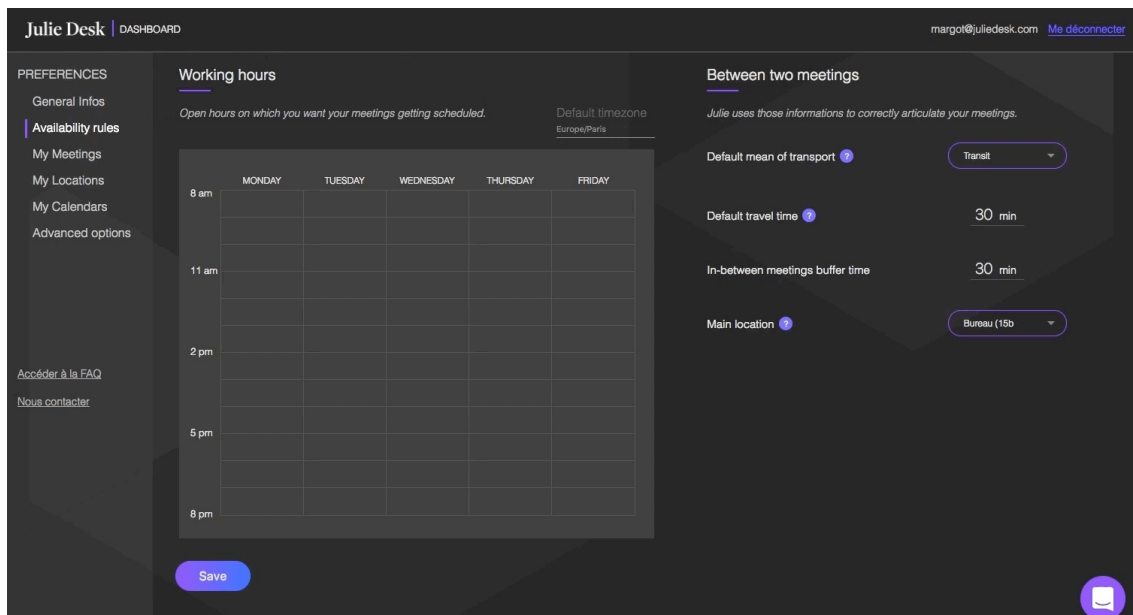 Julie Desk | DASHBOARD
margot@juliedesk.com Me déconnecter
PREFERENCES
General Infos
Availability rules
My Meetings
My Locations
My Calendars
Advanced options
Accéder à la FAQ
Nous contacter
Working hours
Open hours on which you want your meetings getting scheduled.
Default timezone
Europe/Paris
MONDAY TUESDAY WEDNESDAY THURSDAY FRIDAY
8 am
11 am
2 pm
5 pm
8 pm
Save
Between two meetings
Julie uses those informations to correctly articulate your meetings.
Default mean of transport ? Transit
Default travel time ? 30 min
In-between meetings buffer time 30 min
Main location ? Bureau (15b